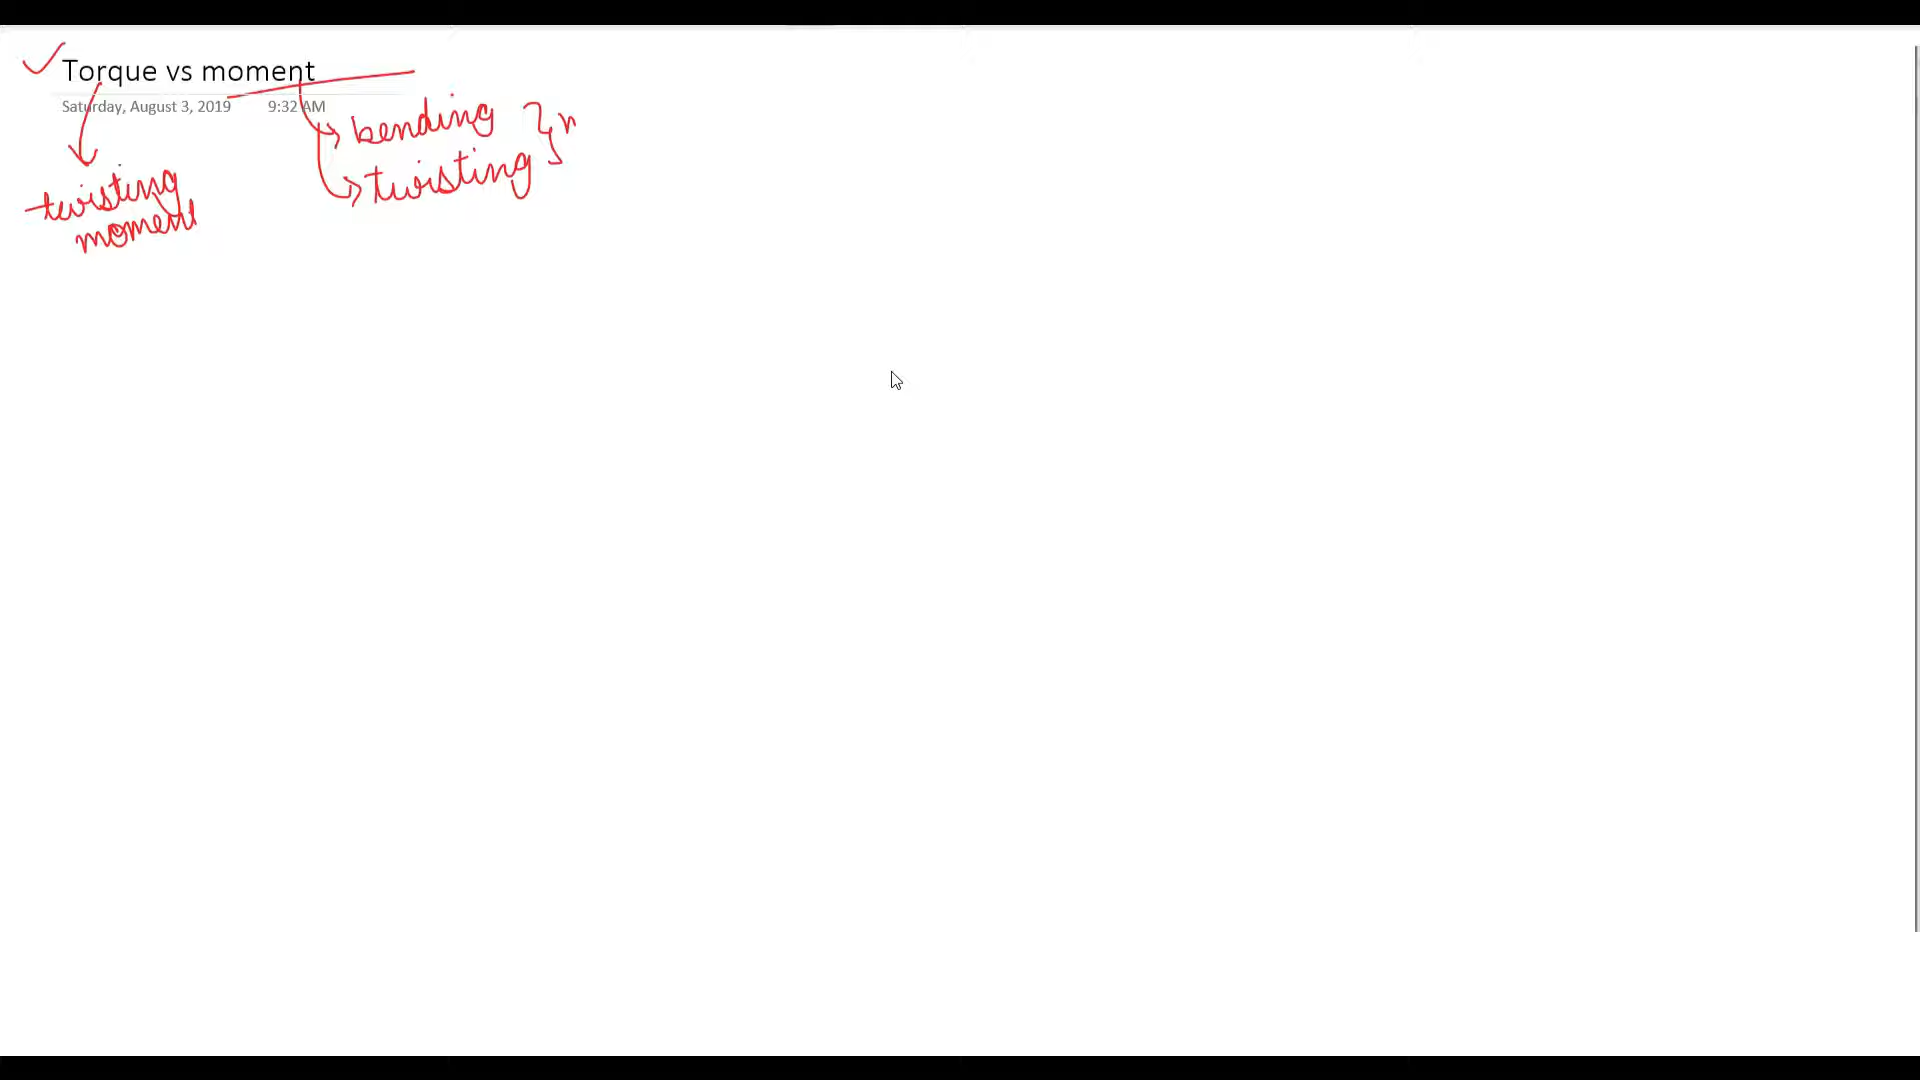 Torque vs moment
Saturday, August 3, 2019 9:32 AM
bending
twisting
twisting
moment